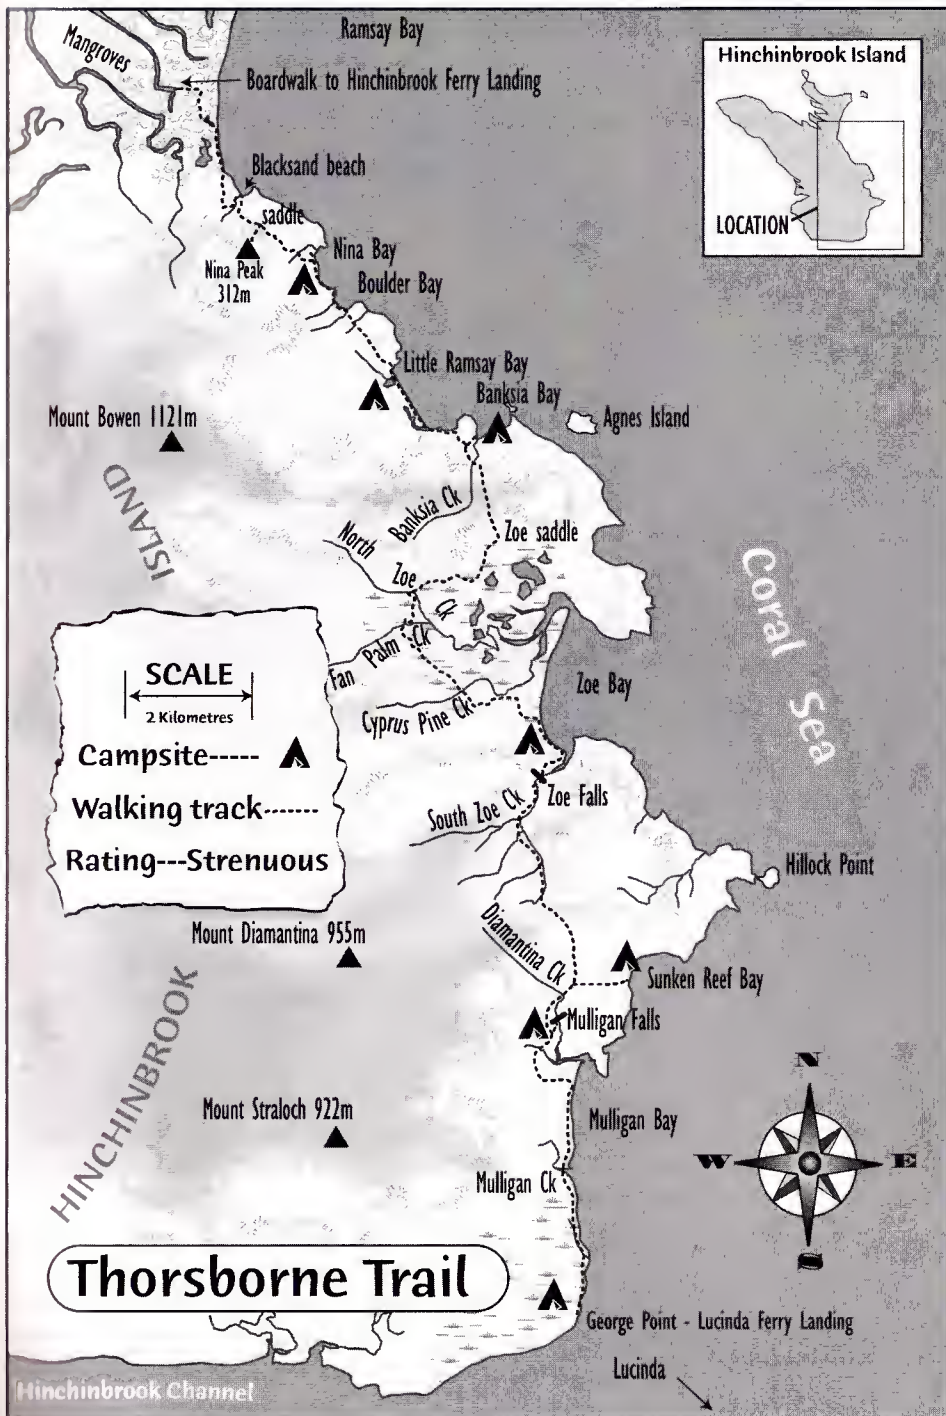 Ramsay Bay
Mangroves
Boardwalk to Hinchinbrook Ferry Landing
Hinchinbrook Island
LOCATION
Blacksand beach
saddle
Nina Bay
Nina Peak
312m
Boulder Bay
Little Ramsay Bay
Banksia Bay
Agnes Island
Mount Bowen 1121m
ISLAND
Banksia Ck
Zoe saddle
North
Zoe
Ck
Coral Sea
Fan Palm Ck
Zoe Bay
Cyprus Pine Ck
SCALE
2 Kilometres
Campsite-----
Walking track-------
Rating---Strenuous
South Zoe Ck
Zoe Falls
Hillock Point
Mount Diamantina 955m
Diamantina Ck
Sunken Reef Bay
Mulligan Falls
HINCHINBROOK
Mount Straloch 922m
Mulligan Bay
Mulligan Ck
N
W
E
S
Thorsborne Trail
George Point - Lucinda Ferry Landing
Lucinda
Hinchinbrook Channel